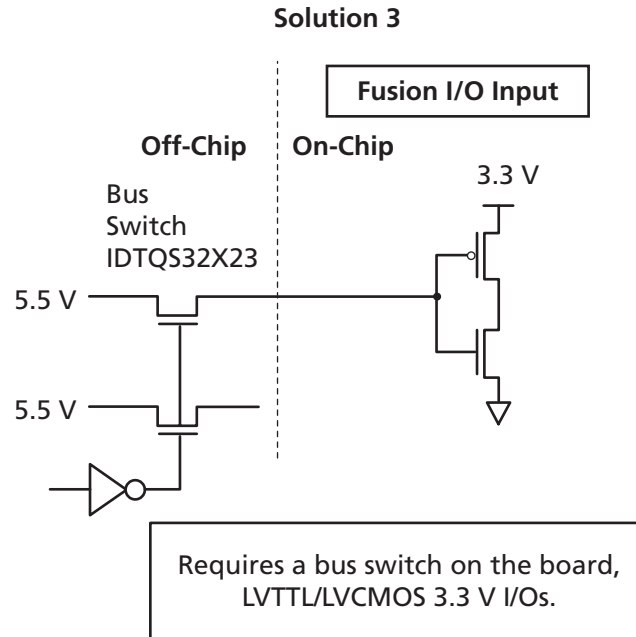 Solution 3
Fusion I/O Input
Off-Chip
On-Chip
3.3 V
Bus
Switch
IDTQS32X23
5.5 V
5.5 V
Requires a bus switch on the board,
LVTTL/LVCMOS 3.3 V I/Os.